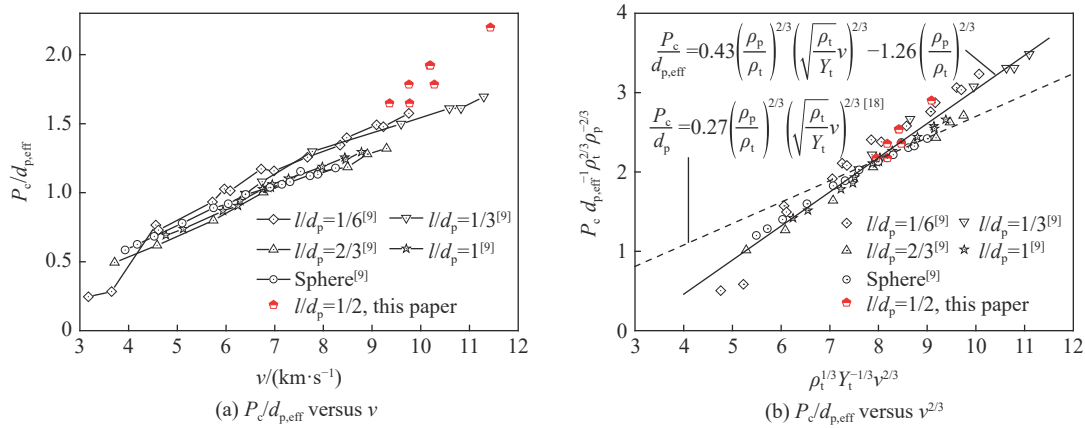 2.5
2.0
1.5
1.0
0.5
0
P_c/d_{p,eff}
l/d_p=1/6^{[9]}
l/d_p=1/3^{[9]}
l/d_p=2/3^{[9]}
l/d_p=1^{[9]}
Sphere^{[9]}
l/d_p=1/2, this paper
3 4 5 6 7 8 9 10 11 12
v/(km·s^{−1})
(a) P_c/d_{p,eff} versus v
4
3
2
1
0
P_c d_{p,eff}^{−1}ρ_t^{2/3}ρ_p^{−2/3}
P_c/d_{p,eff}=0.43(ρ_p/ρ_t)^{2/3}(√(ρ_t/Y_t)v)^{2/3}−1.26(ρ_p/ρ_t)^{2/3}
P_c/d_p=0.27(ρ_p/ρ_t)^{2/3}(√(ρ_t/Y_t)v)^{2/3 [18]}
l/d_p=1/6^{[9]}
l/d_p=1/3^{[9]}
l/d_p=2/3^{[9]}
l/d_p=1^{[9]}
Sphere^{[9]}
l/d_p=1/2, this paper
3 4 5 6 7 8 9 10 11 12
ρ_t^{1/3}Y_t^{−1/3}v^{2/3}
(b) P_c/d_{p,eff} versus v^{2/3}